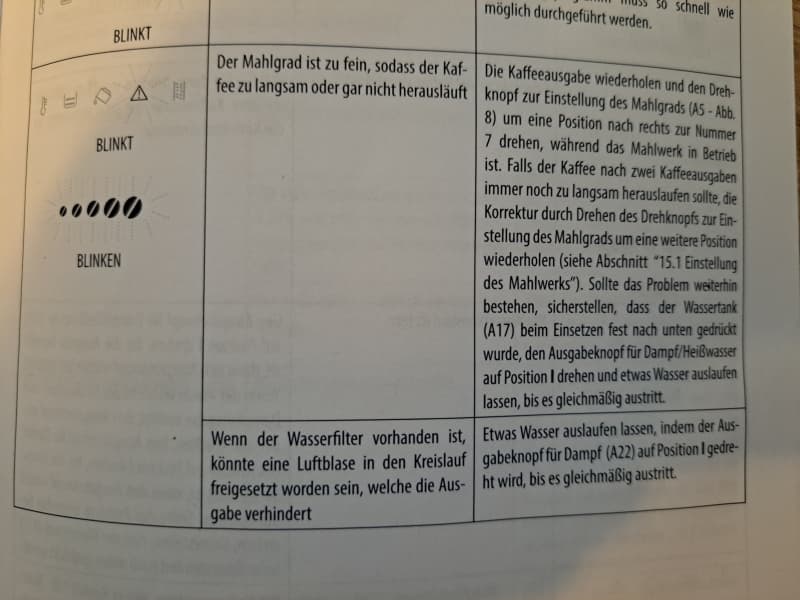 muss so schnell wie
möglich durchgeführt werden.
BLINKT
Der Mahlgrad ist zu fein, sodass der Kaf-
fee zu langsam oder gar nicht herausläuft
BLINKT
BLINKEN
Die Kaffeeausgabe wiederholen und den Dreh-
knopf zur Einstellung des Mahlgrads (A5 - Abb.
8) um eine Position nach rechts zur Nummer
7 drehen, während das Mahlwerk in Betrieb
ist. Falls der Kaffee nach zwei Kaffeeausgaben
immer noch zu langsam herauslaufen sollte, die
Korrektur durch Drehen des Drehknopfs zur Ein-
stellung des Mahlgrads um eine weitere Position
wiederholen (siehe Abschnitt "15.1 Einstellung
des Mahlwerks"). Sollte das Problem weiterhin
bestehen, sicherstellen, dass der Wassertank
(A17) beim Einsetzen fest nach unten gedrückt
wurde, den Ausgabeknopf für Dampf/Heißwasser
auf Position I drehen und etwas Wasser auslaufen
lassen, bis es gleichmäßig austritt.
Wenn der Wasserfilter vorhanden ist,
könnte eine Luftblase in den Kreislauf
freigesetzt worden sein, welche die Aus-
gabe verhindert
Etwas Wasser auslaufen lassen, indem der Aus-
gabeknopf für Dampf (A22) auf Position I gedre-
ht wird, bis es gleichmäßig austritt.